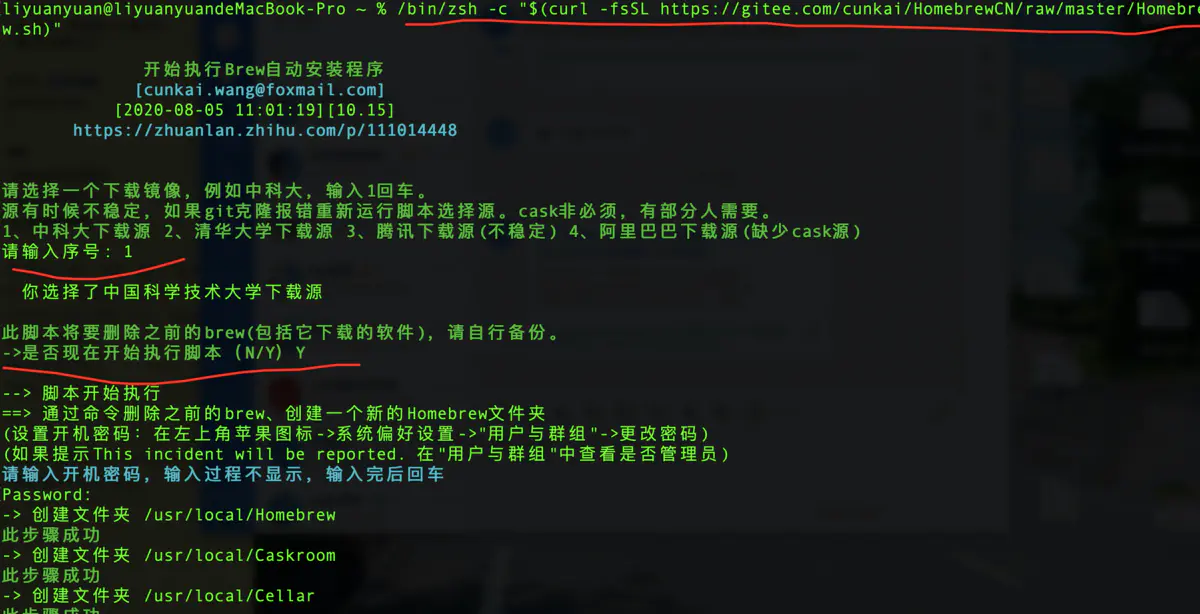 liyuanyuan@liyuanyuandeMacBook-Pro ~ % /bin/zsh -c "$(curl -fsSL https://gitee.com/cunkai/HomebrewCN/raw/master/Homebre
w.sh)"
开始执行Brew自动安装程序
[cunkai.wang@foxmail.com]
[2020-08-05 11:01:19][10.15]
https://zhuanlan.zhihu.com/p/111014448
请选择一个下载镜像，例如中科大，输入1回车。
源有时候不稳定，如果git克隆报错重新运行脚本选择源。cask非必须，有部分人需要。
1、中科大下载源 2、清华大学下载源 3、腾讯下载源(不稳定) 4、阿里巴巴下载源(缺少cask源)
请输入序号: 1
你选择了中国科学技术大学下载源
此脚本将要删除之前的brew(包括它下载的软件)，请自行备份。
->是否现在开始执行脚本（N/Y）Y
--> 脚本开始执行
==> 通过命令删除之前的brew、创建一个新的Homebrew文件夹
(设置开机密码：在左上角苹果图标->系统偏好设置->"用户与群组"->更改密码)
(如果提示This incident will be reported. 在"用户与群组"中查看是否管理员)
请输入开机密码，输入过程不显示，输入完后回车
Password:
-> 创建文件夹 /usr/local/Homebrew
此步骤成功
-> 创建文件夹 /usr/local/Caskroom
此步骤成功
-> 创建文件夹 /usr/local/Cellar
此步骤成功